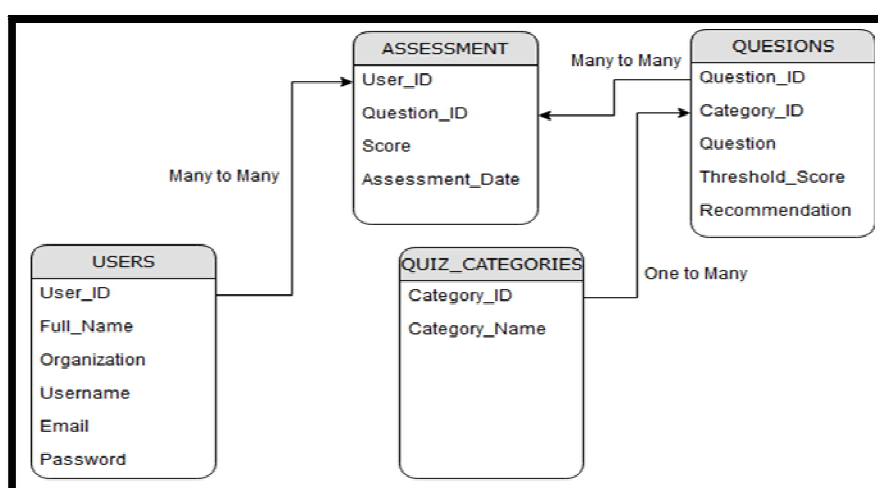 ASSESSMENT
User_ID
Question_ID
Score
Assessment_Date
Many to Many
QUESIONS
Question_ID
Category_ID
Question
Threshold_Score
Recommendation
Many to Many
USERS
User_ID
Full_Name
Organization
Username
Email
Password
QUIZ_CATEGORIES
Category_ID
Category_Name
One to Many